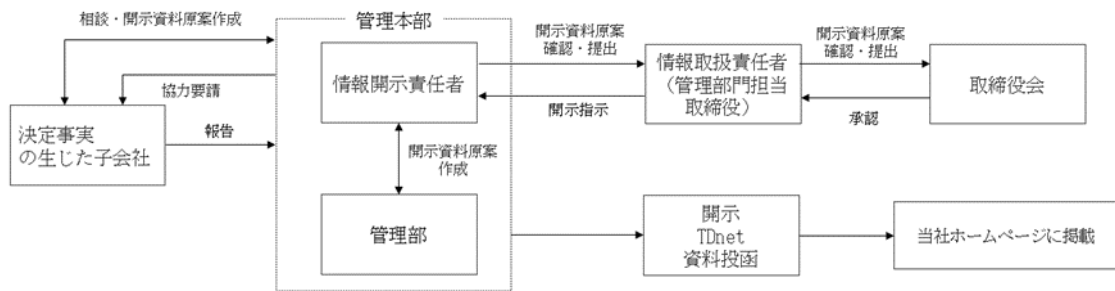 相談・開示資料原案作成
協力要請
決定事実
の生じた子会社
報告
管理本部
情報開示責任者
開示資料原案
作成
管理部
開示資料原案
確認・提出
開示指示
情報取扱責任者
（管理部門担当
取締役）
開示資料原案
確認・提出
承認
取締役会
開示
TDnet
資料投函
当社ホームページに掲載